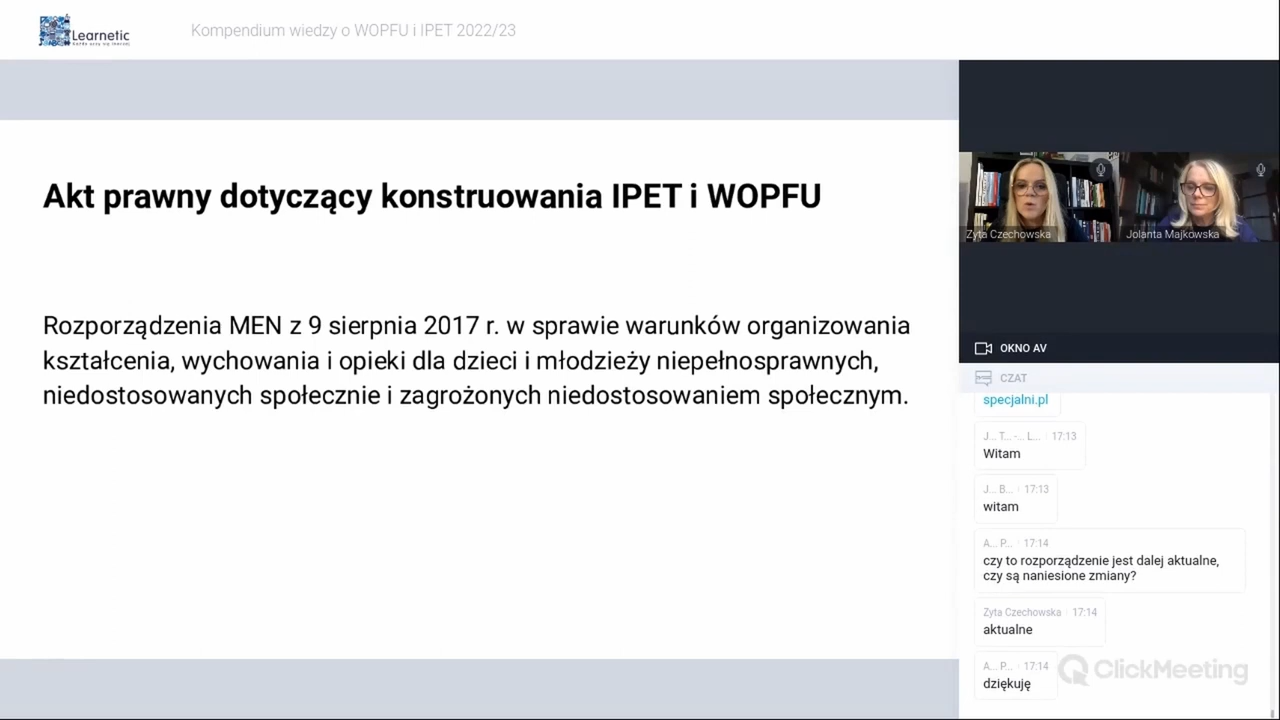 Learnetic
Kompendium wiedzy o WOPFU i IPET 2022/23
Akt prawny dotyczący konstruowania IPET i WOPFU
Rozporządzenia MEN z 9 sierpnia 2017 r. w sprawie warunków organizowania
kształcenia, wychowania i opieki dla dzieci i młodzieży niepełnosprawnych,
niedostosowanych społecznie i zagrożonych niedostosowaniem społecznym.
Zyta Czechowska
Jolanta Majkowska
OKNO AV
CZAT
specjalni.pl
J... T... -... L... 17:13
Witam
J... B... 17:13
witam
A... P... 17:14
czy to rozporządzenie jest dalej aktualne,
czy są naniesione zmiany?
Zyta Czechowska 17:14
aktualne
A... P... 17:14
dziękuję
ClickMeeting